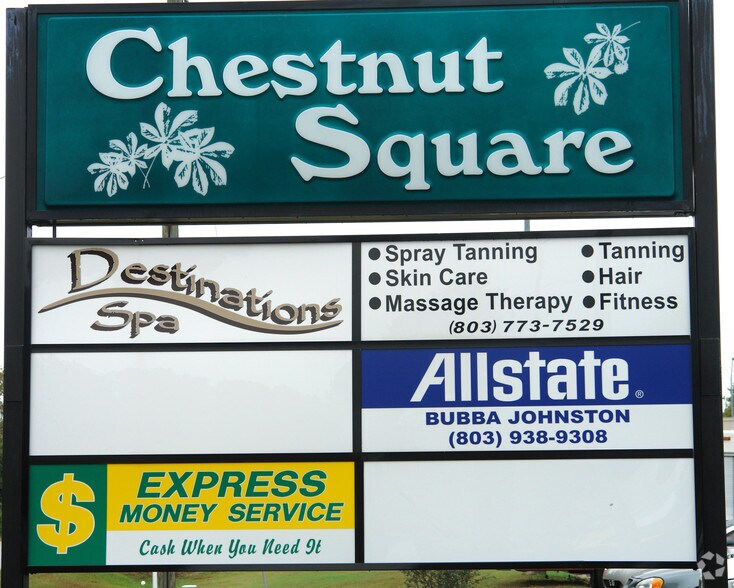 Chestnut
Square
Destinations
Spa
● Spray Tanning ● Tanning
● Skin Care ● Hair
● Massage Therapy ● Fitness
(803) 773-7529
Allstate®
BUBBA JOHNSTON
(803) 938-9308
$ EXPRESS
MONEY SERVICE
Cash When You Need It